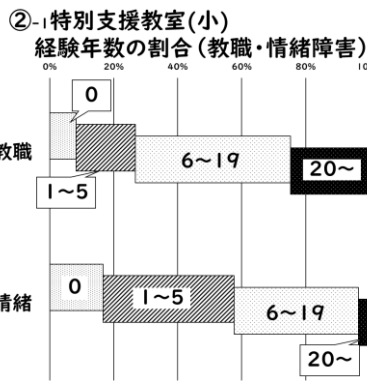 ②-1特別支援教室(小)
経験年数の割合(教職・情緒障害)
0% 20% 40% 60% 80%
0
教職
6～19
20～
1～5
0
1～5
情緒
6～19
20～